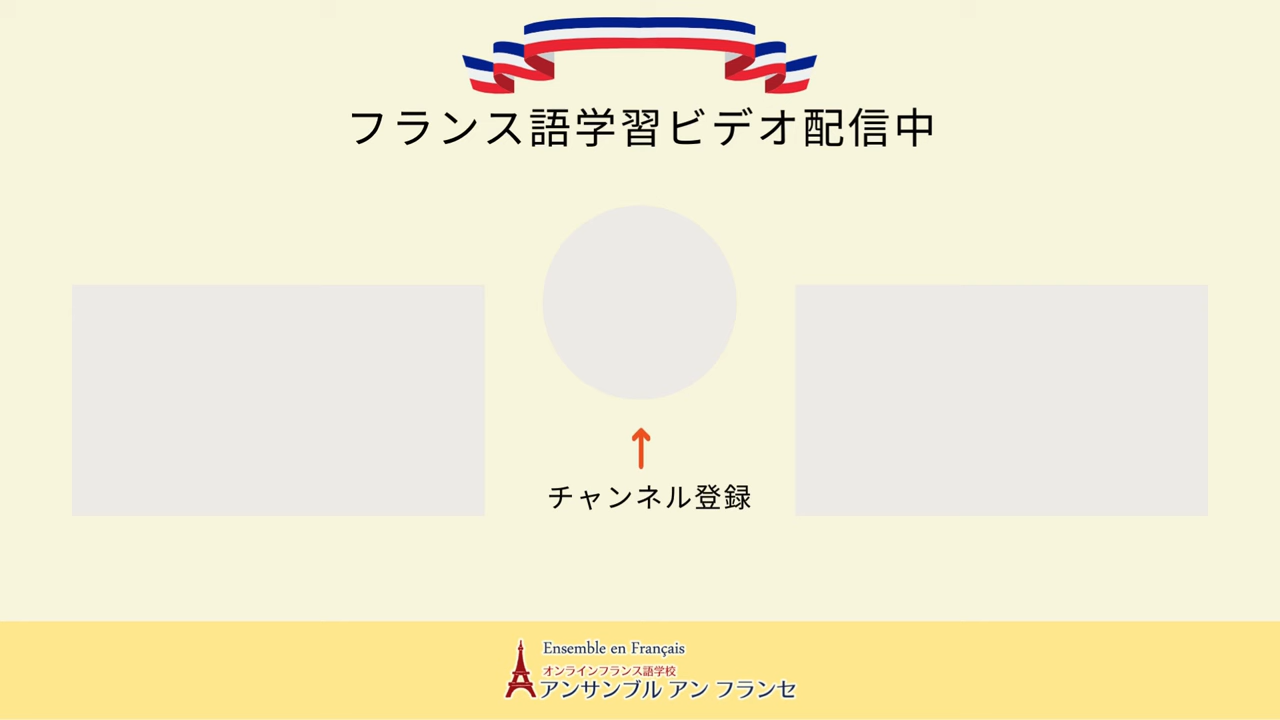 フランス語学習ビデオ配信中
チャンネル登録
Ensemble en Français
オンラインフランス語学校
アンサンブル アン フランセ